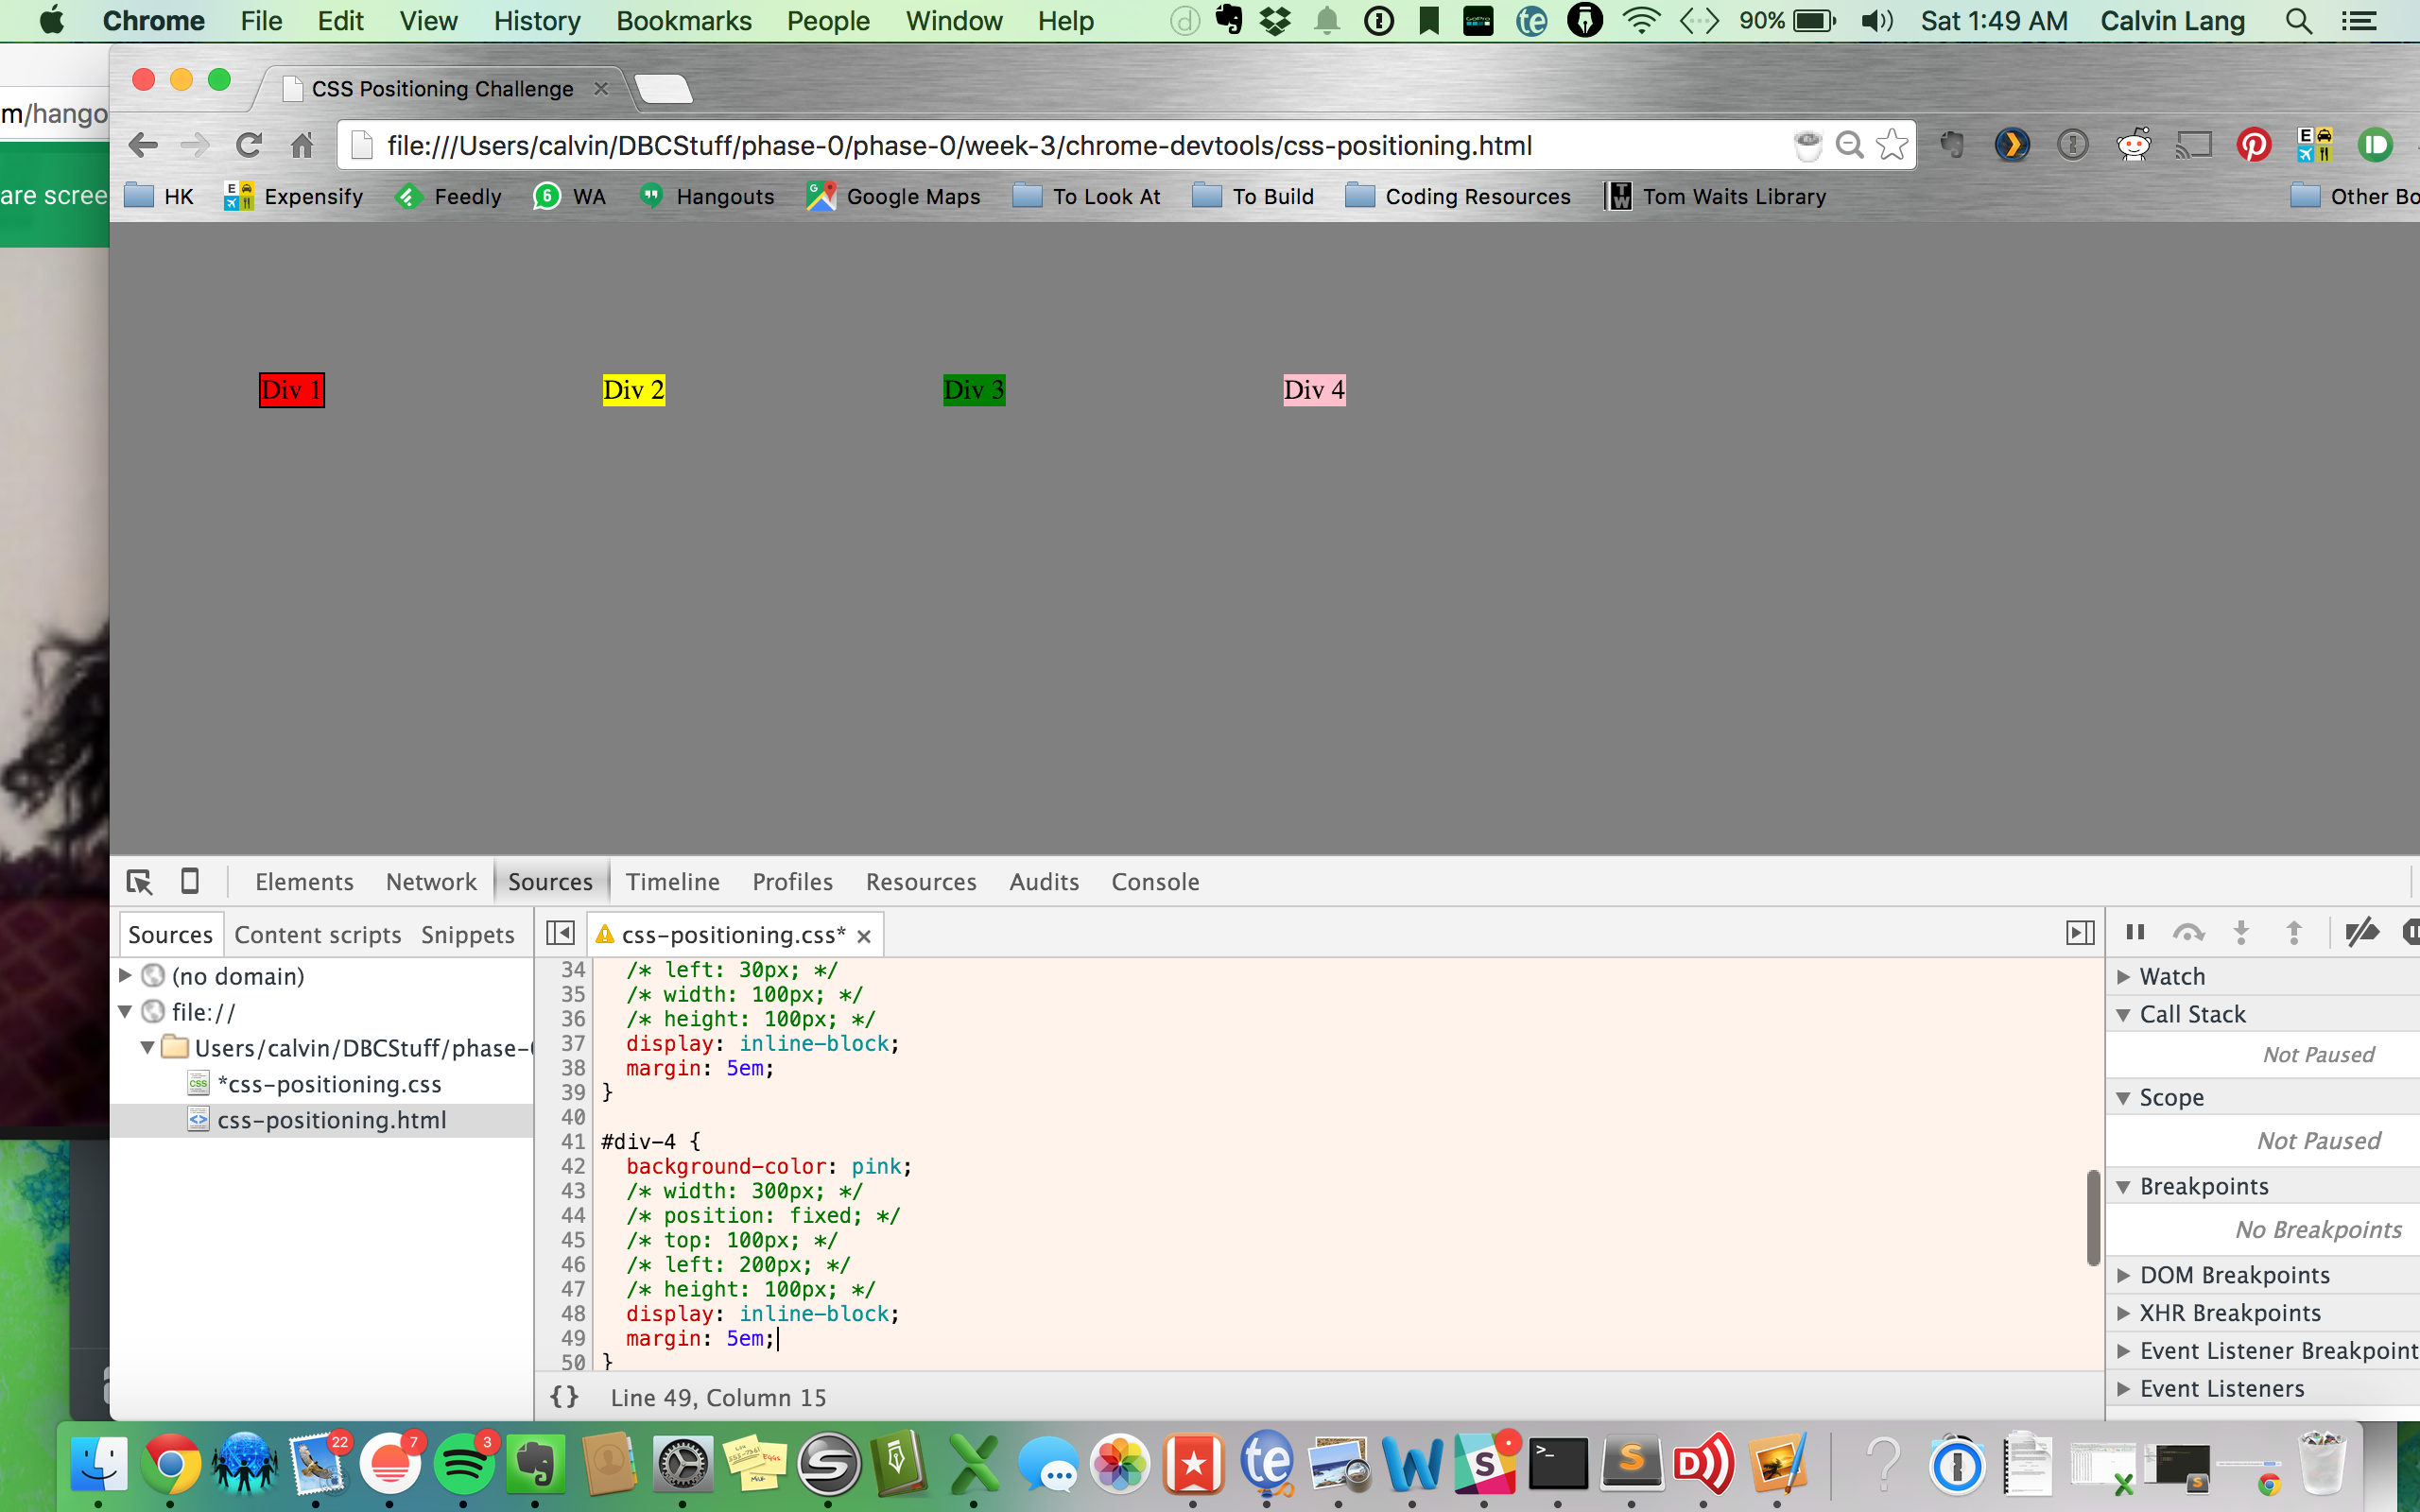 Chrome File Edit View History Bookmarks People Window Help 90% Sat 1:49 AM Calvin Lang
CSS Positioning Challenge
m/hango
file:///Users/calvin/DBCStuff/phase-0/phase-0/week-3/chrome-devtools/css-positioning.html
are scree
HK Expensify Feedly WA Hangouts Google Maps To Look At To Build Coding Resources Tom Waits Library Other Bo
Div 1 Div 2 Div 3 Div 4
Elements Network Sources Timeline Profiles Resources Audits Console
Sources Content scripts Snippets css-positioning.css*
(no domain)
file://
Users/calvin/DBCStuff/phase-
*css-positioning.css
css-positioning.html
34 /* left: 30px; */
35 /* width: 100px; */
36 /* height: 100px; */
37 display: inline-block;
38 margin: 5em;
39 }
40
41 #div-4 {
42 background-color: pink;
43 /* width: 300px; */
44 /* position: fixed; */
45 /* top: 100px; */
46 /* left: 200px; */
47 /* height: 100px; */
48 display: inline-block;
49 margin: 5em;
50 }
{} Line 49, Column 15
Watch
Call Stack
Not Paused
Scope
Not Paused
Breakpoints
No Breakpoints
DOM Breakpoints
XHR Breakpoints
Event Listener Breakpoint
Event Listeners
22 7 3